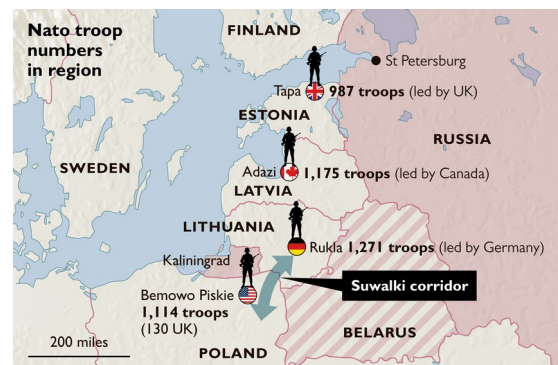 Nato troop
numbers
in region
FINLAND
St Petersburg
Tapa 987 troops (led by UK)
ESTONIA
RUSSIA
SWEDEN
Adazi 1,175 troops (led by Canada)
LATVIA
LITHUANIA
Rukla 1,271 troops (led by Germany)
Kaliningrad
Suwalki corridor
Bemowo Piskie
1,114 troops
(130 UK)
BELARUS
200 miles
POLAND